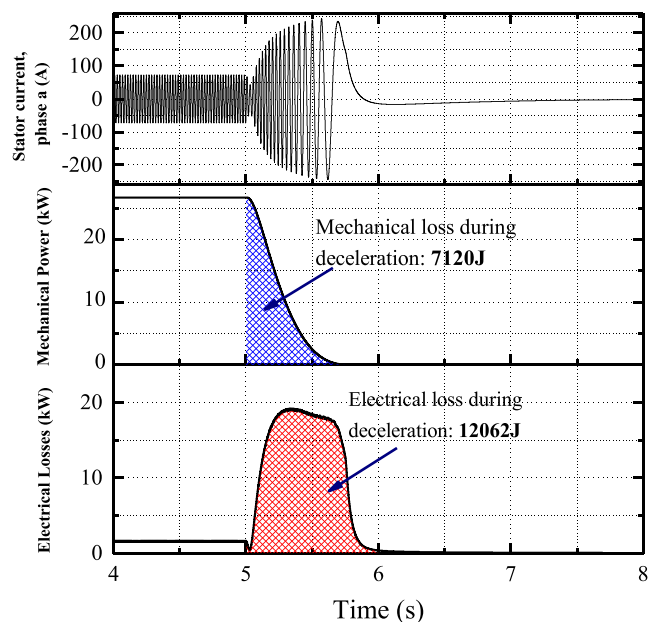 Stator current,
phase a (A)
200
100
0
-100
-200
Mechanical Power (kW)
20
10
0
Mechanical loss during
deceleration: 7120J
Electrical Losses (kW)
20
10
0
Electrical loss during
deceleration: 12062J
4 5 6 7 8
Time (s)